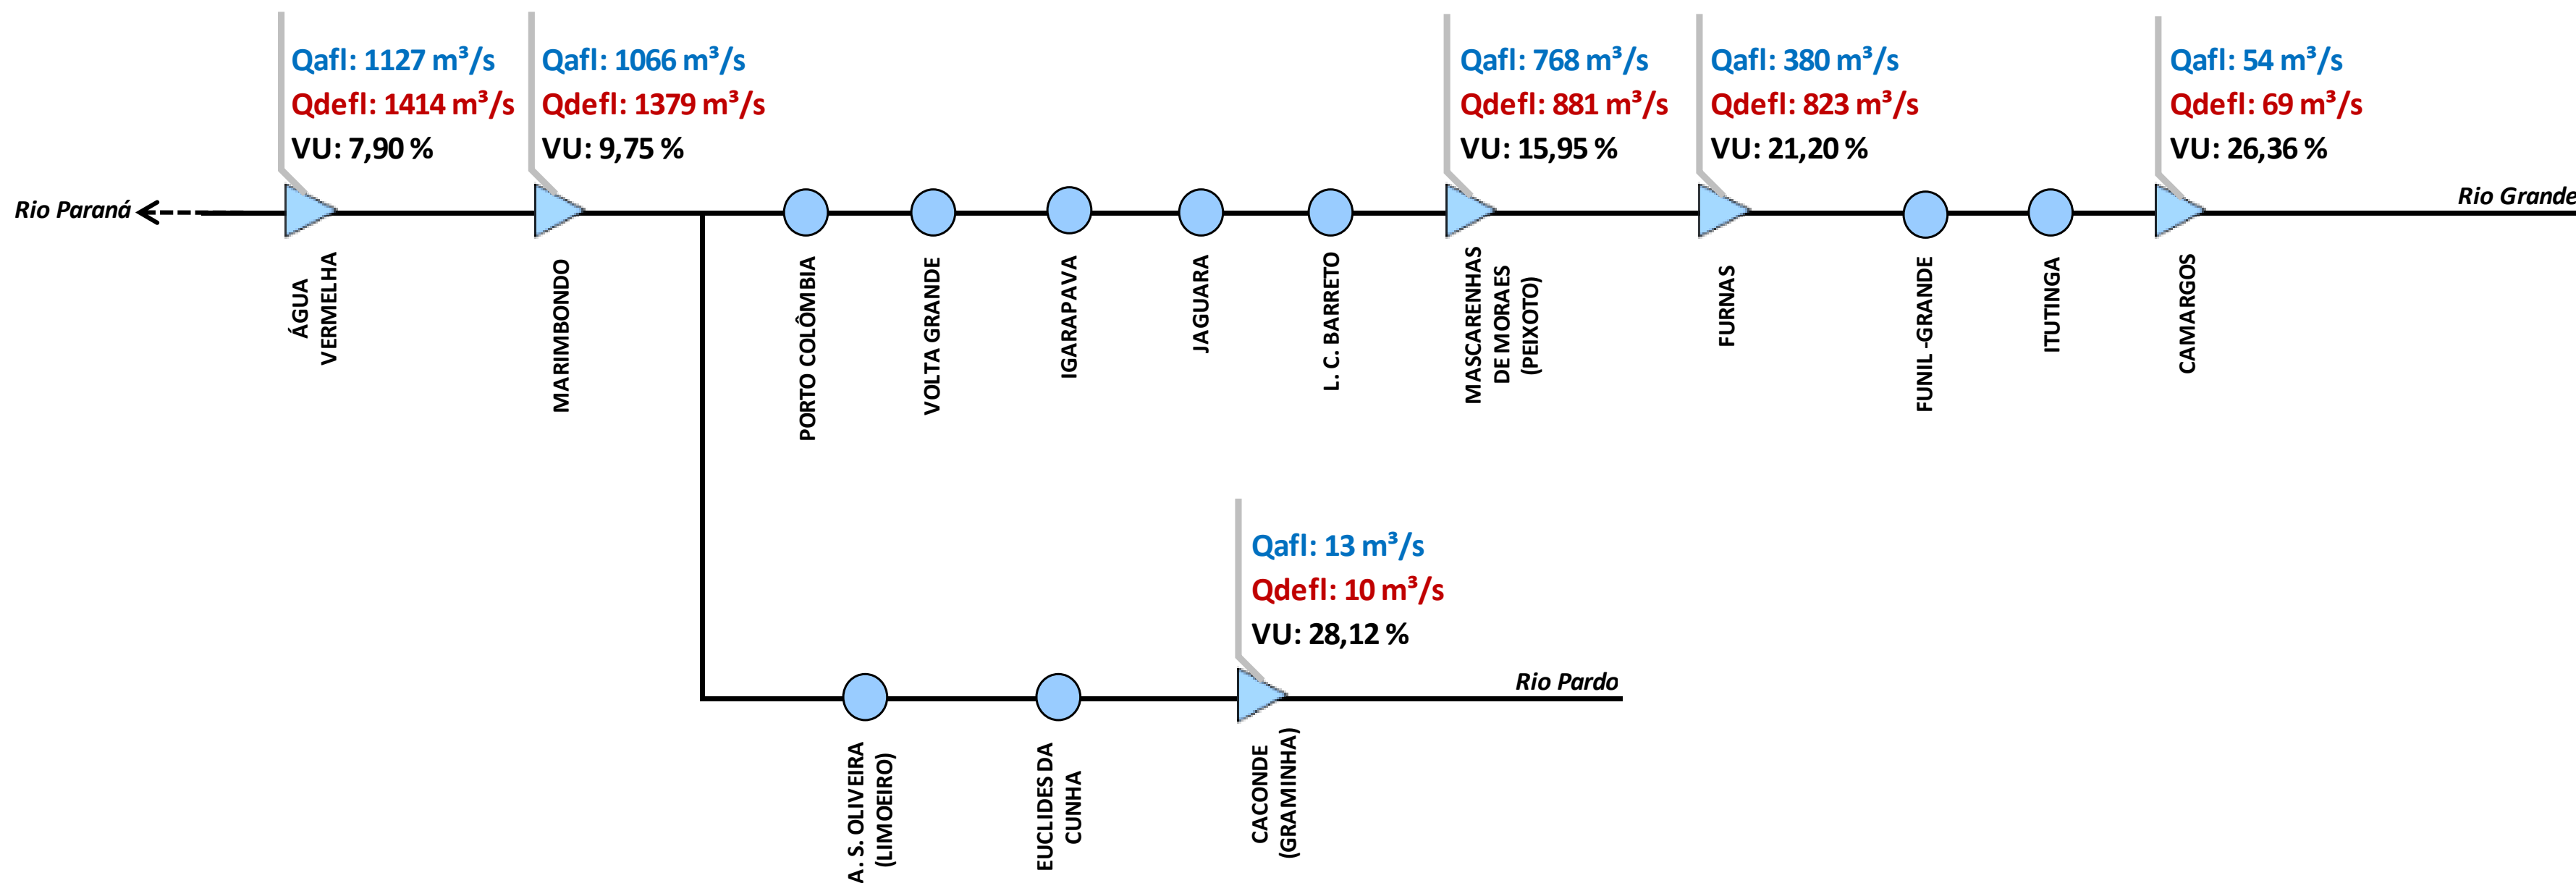 Qafl: 1127 m³/s
Qdefl: 1414 m³/s
VU: 7,90 %
Qafl: 1066 m³/s
Qdefl: 1379 m³/s
VU: 9,75 %
Qafl: 768 m³/s
Qdefl: 881 m³/s
VU: 15,95 %
Qafl: 380 m³/s
Qdefl: 823 m³/s
VU: 21,20 %
Qafl: 54 m³/s
Qdefl: 69 m³/s
VU: 26,36 %
Rio Paraná
Rio Grande
ÁGUA
VERMELHA
MARIMBONDO
PORTO COLÔMBIA
VOLTA GRANDE
IGARAPAVA
JAGUARA
L. C. BARRETO
MASCARENHAS
DE MORAES
(PEIXOTO)
FURNAS
FUNIL -GRANDE
ITUTINGA
CAMARGOS
Qafl: 13 m³/s
Qdefl: 10 m³/s
VU: 28,12 %
Rio Pardo
A. S. OLIVEIRA
(LIMOEIRO)
EUCLIDES DA
CUNHA
CACONDE
(GRAMINHA)